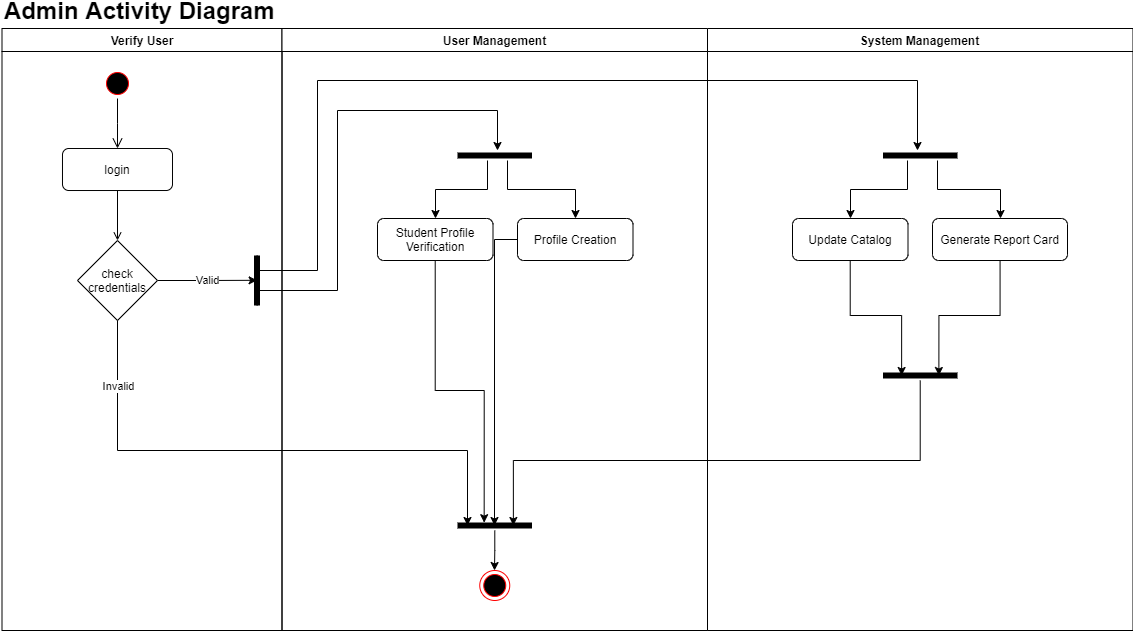 Admin Activity Diagram
Verify User
User Management
System Management
login
Student Profile
Verification
Profile Creation
Update Catalog
Generate Report Card
check
credentials
Valid
Invalid